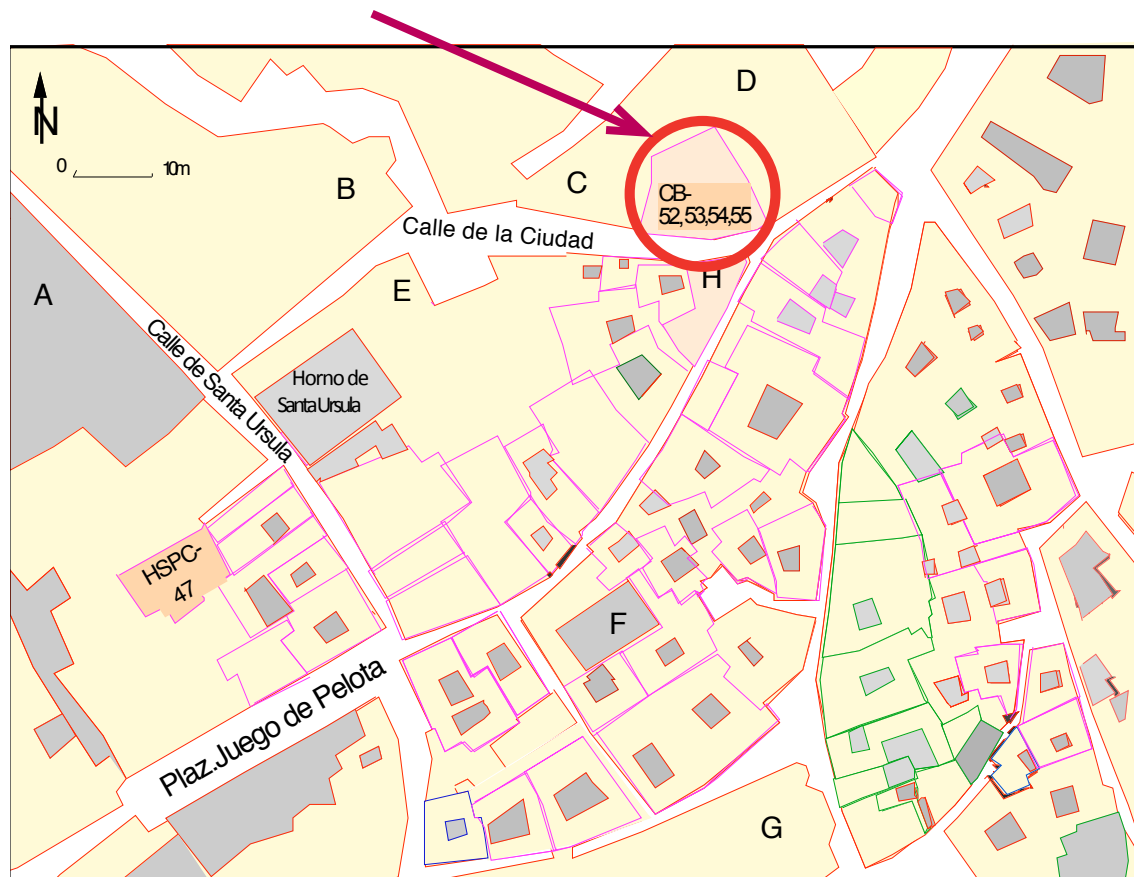 D
N
0
10m
B
C
CB-
52,53,54,55
Calle de la Ciudad
A
E
H
Calle de Santa Ursula
Horno de
Santa Ursula
HSPC-
47
F
Plaz.Juego de Pelota
G